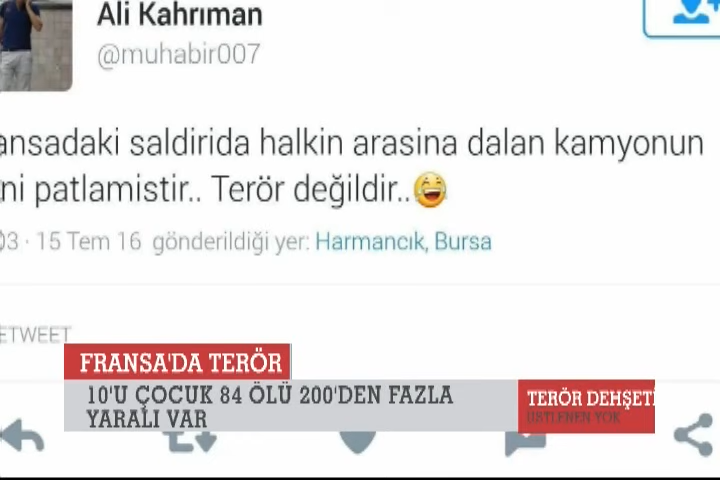 Ali Kahrıman
@muhabir007
ansadaki saldirida halkin arasina dalan kamyonun
ni patlamistir.. Terör değildir..😂
03 · 15 Tem 16 gönderildiği yer: Harmancık, Bursa
ETWEET
FRANSA'DA TERÖR
10'U ÇOCUK 84 ÖLÜ 200'DEN FAZLA
YARALI VAR
TERÖR DEHŞETİ
ÜSTLENEN YOK